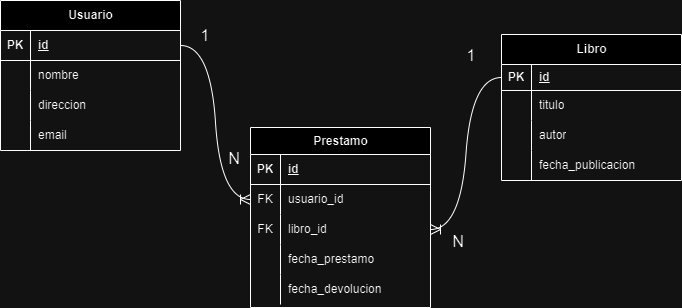 Usuario
PK id
nombre
direccion
email
1
N
Prestamo
PK id
FK usuario_id
FK libro_id
fecha_prestamo
fecha_devolucion
1
N
Libro
PK id
titulo
autor
fecha_publicacion